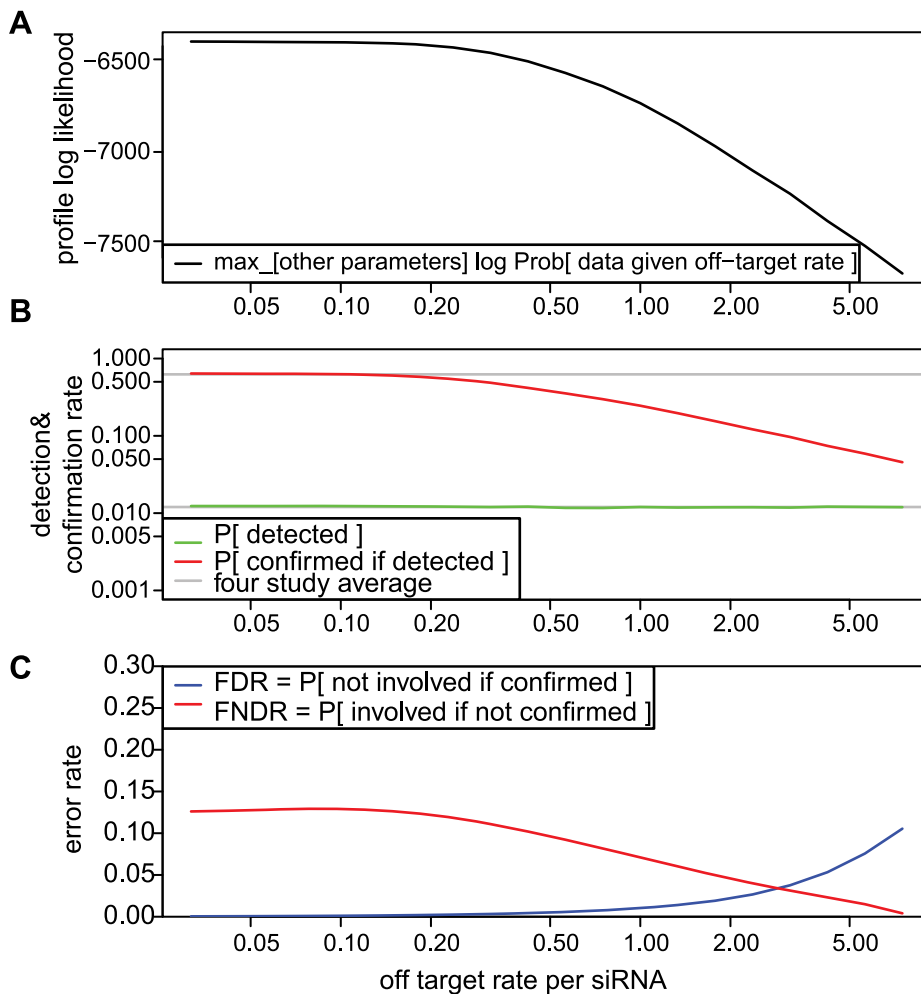 A
profile log likelihood
−6500
−7000
−7500
max_[other parameters] log Prob[ data given off−target rate ]
0.05 0.10 0.20 0.50 1.00 2.00 5.00
B
detection&
confirmation rate
1.000
0.500
0.100
0.050
0.010
0.005
0.001
P[ detected ]
P[ confirmed if detected ]
four study average
0.05 0.10 0.20 0.50 1.00 2.00 5.00
C
error rate
0.30
0.25
0.20
0.15
0.10
0.05
0.00
FDR = P[ not involved if confirmed ]
FNDR = P[ involved if not confirmed ]
0.05 0.10 0.20 0.50 1.00 2.00 5.00
off target rate per siRNA